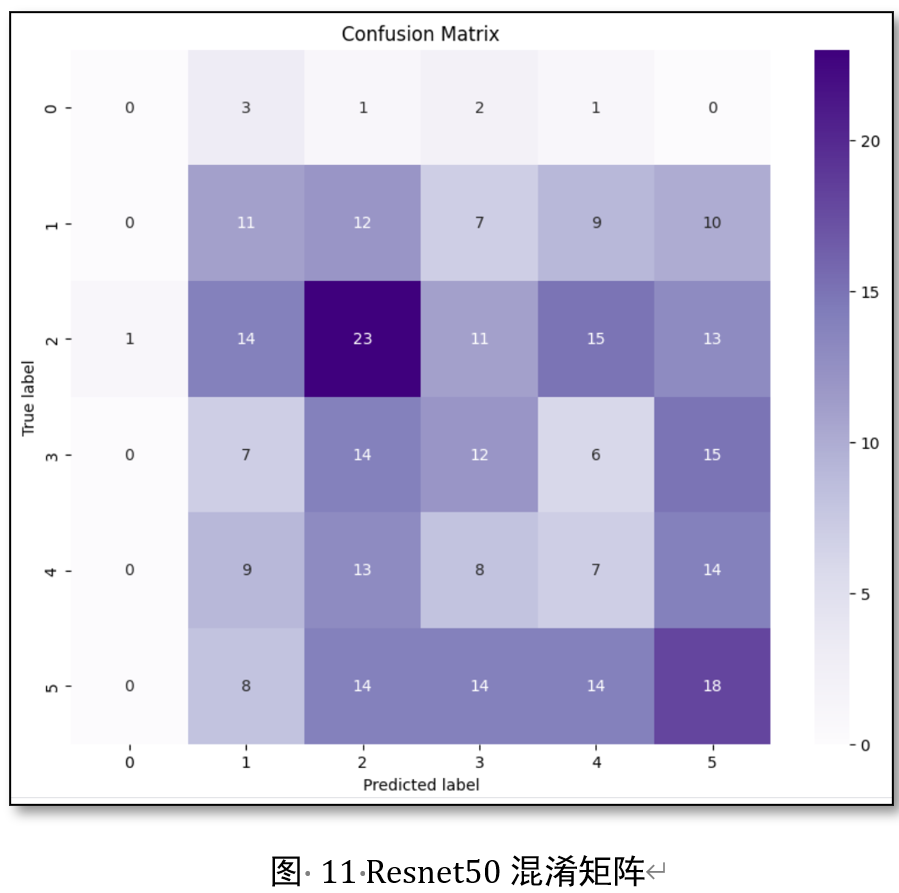 Confusion Matrix
0 0 3 1 2 1 0
1 0 11 12 7 9 10
2 1 14 23 11 15 13
3 0 7 14 12 6 15
4 0 9 13 8 7 14
5 0 8 14 14 14 18
0 1 2 3 4 5
True label
Predicted label
20
15
10
5
0
图· 11·Resnet50 混淆矩阵↵